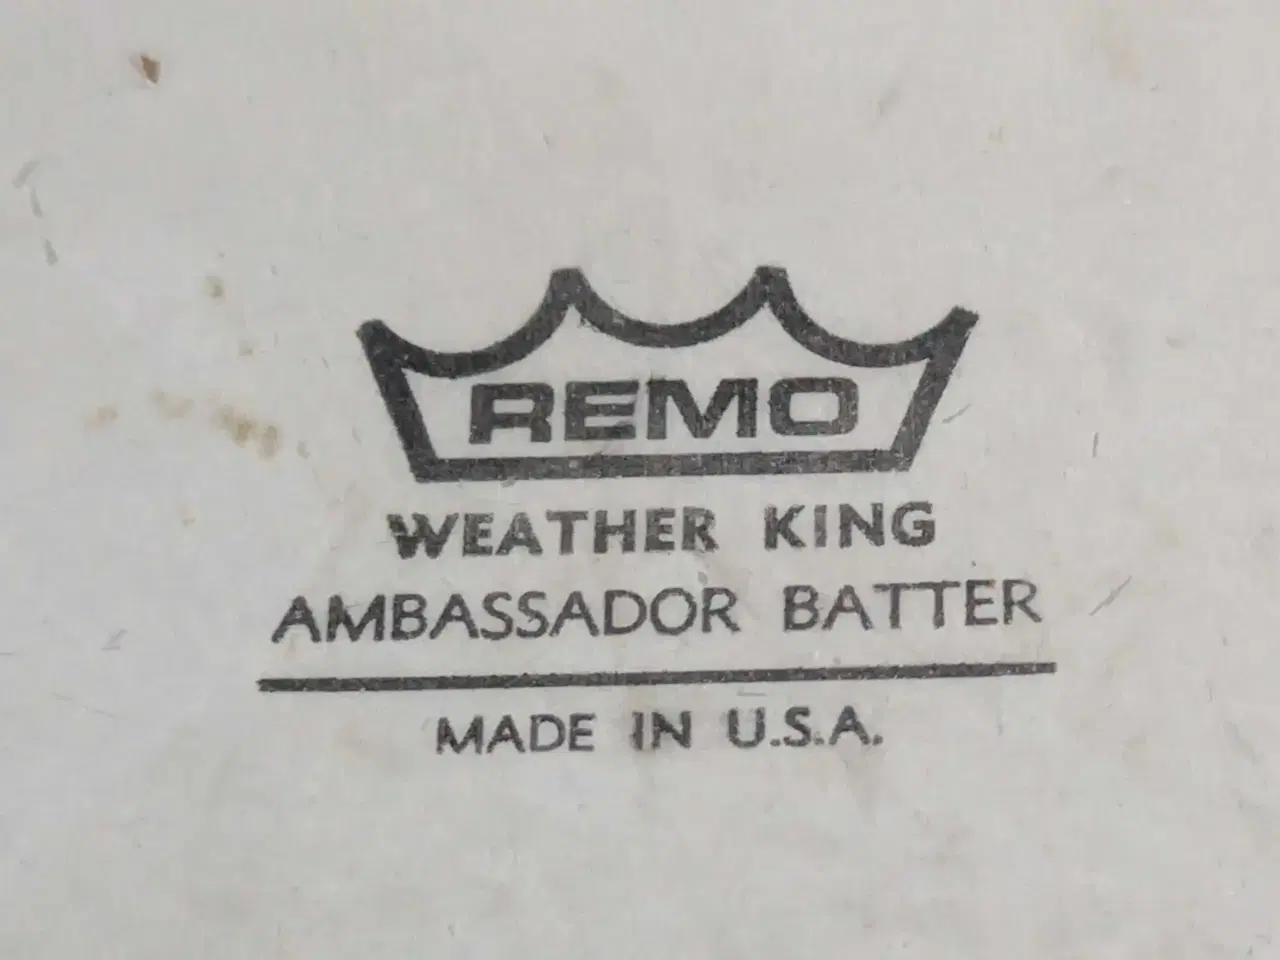 REMO
WEATHER KING
AMBASSADOR BATTER
MADE IN U.S.A.